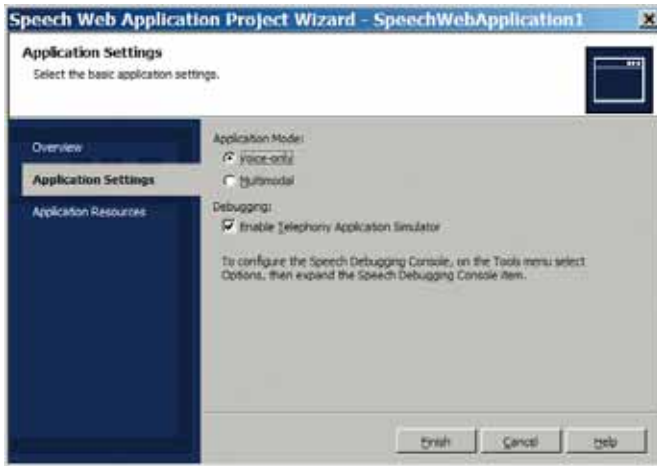 Speech Web Application Project Wizard - SpeechWebApplication1
Application Settings
Select the basic application settings.
Overview
Application Settings
Application Resources
Application Mode:
Voice-only
Multimodal
Debugging:
Enable Telephony Application Simulator
To configure the Speech Debugging Console, on the Tools menu select
Options, then expand the Speech Debugging Console item.
Finish
Cancel
Help